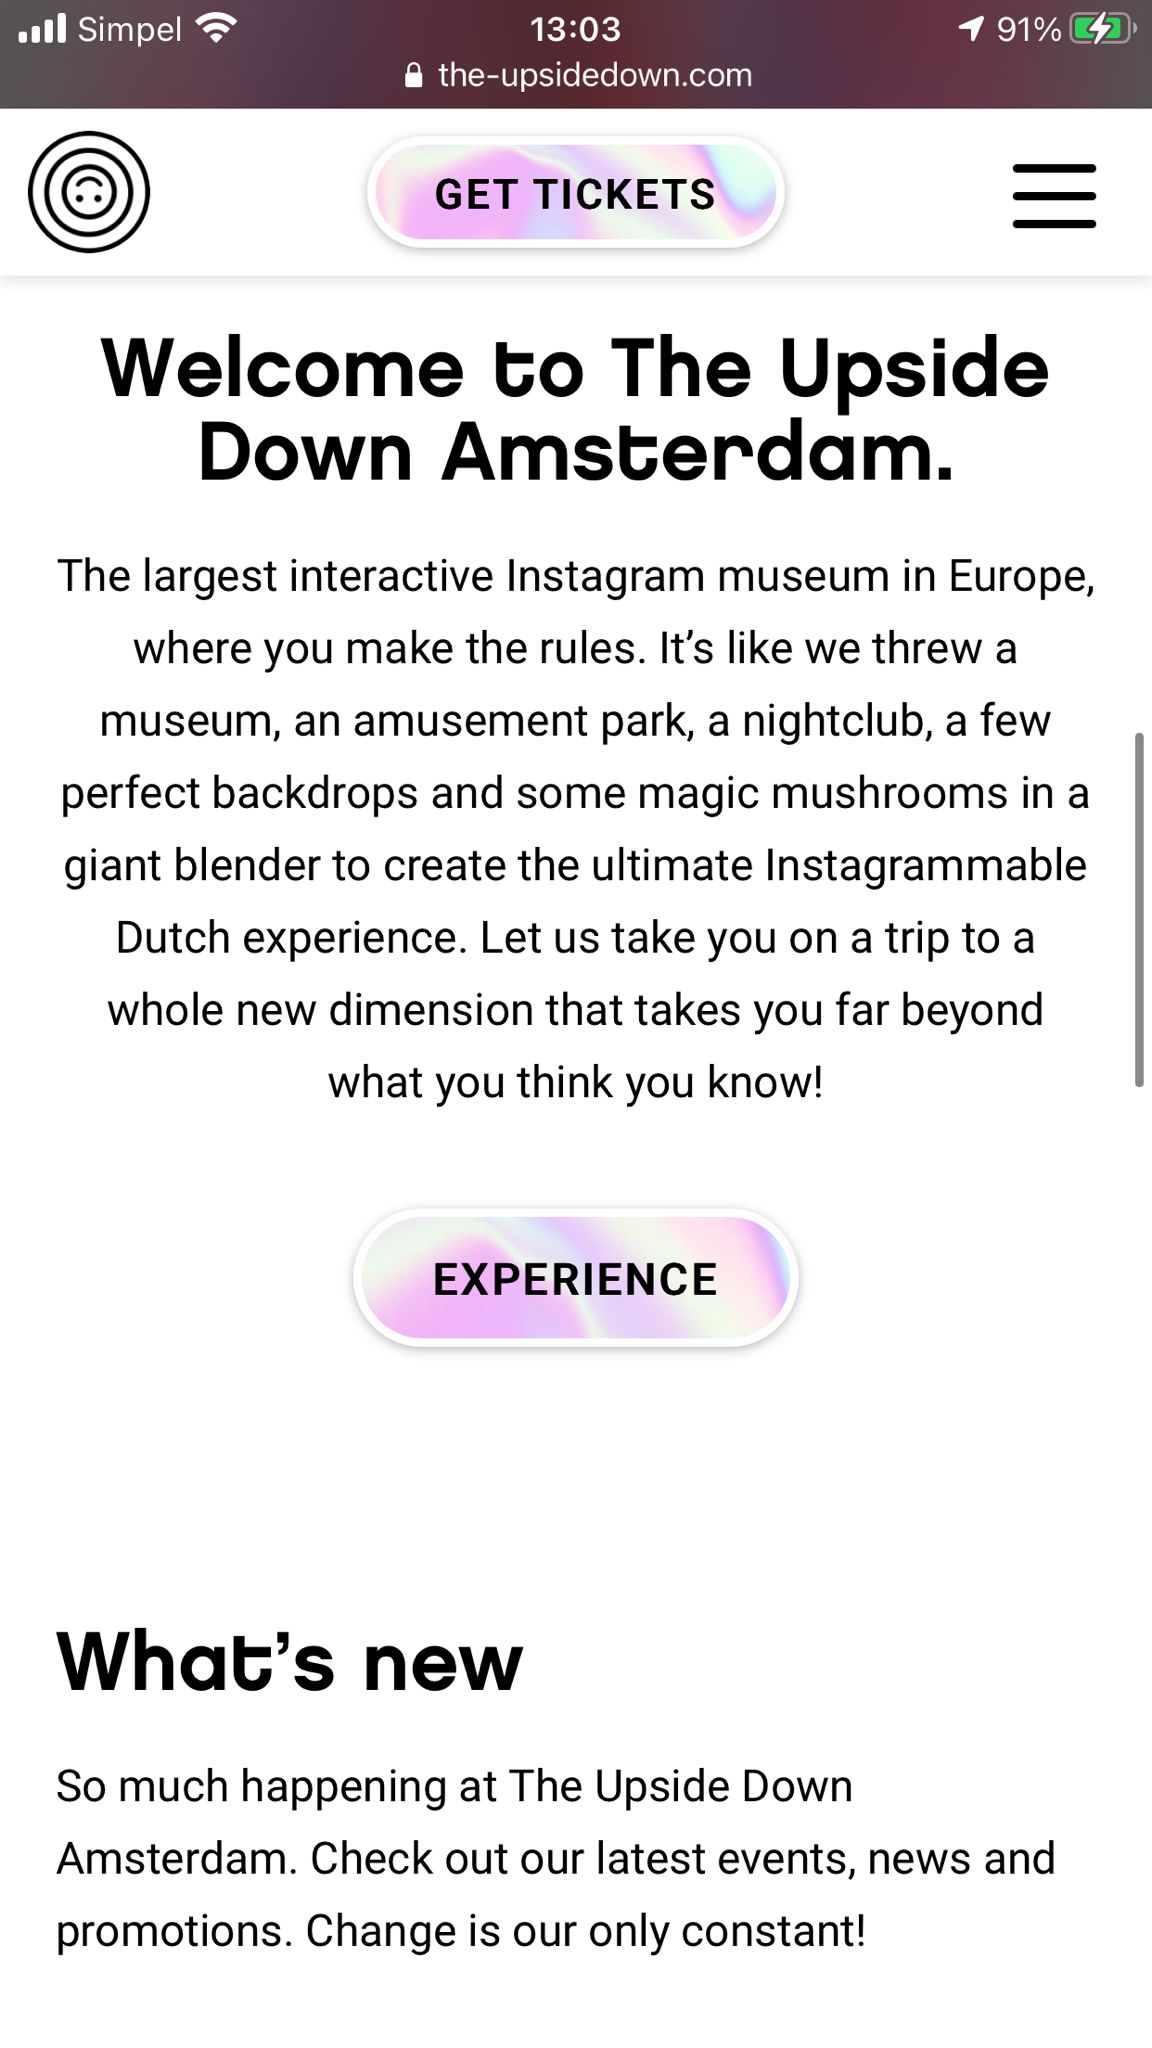 Simpel 13:03 91%
the-upsidedown.com
GET TICKETS
Welcome to The Upside
Down Amsterdam.
The largest interactive Instagram museum in Europe,
where you make the rules. It’s like we threw a
museum, an amusement park, a nightclub, a few
perfect backdrops and some magic mushrooms in a
giant blender to create the ultimate Instagrammable
Dutch experience. Let us take you on a trip to a
whole new dimension that takes you far beyond
what you think you know!
EXPERIENCE
What’s new
So much happening at The Upside Down
Amsterdam. Check out our latest events, news and
promotions. Change is our only constant!